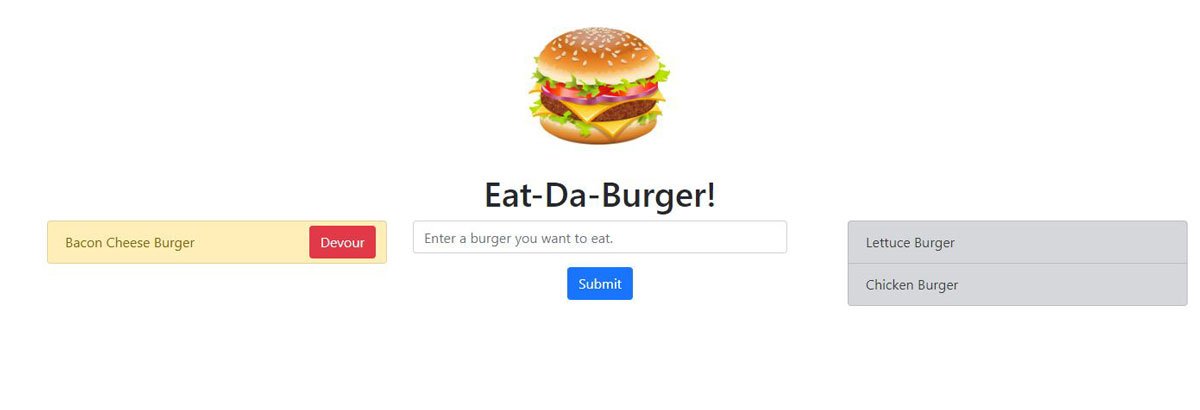 Eat-Da-Burger!
Bacon Cheese Burger
Devour
Enter a burger you want to eat.
Submit
Lettuce Burger
Chicken Burger